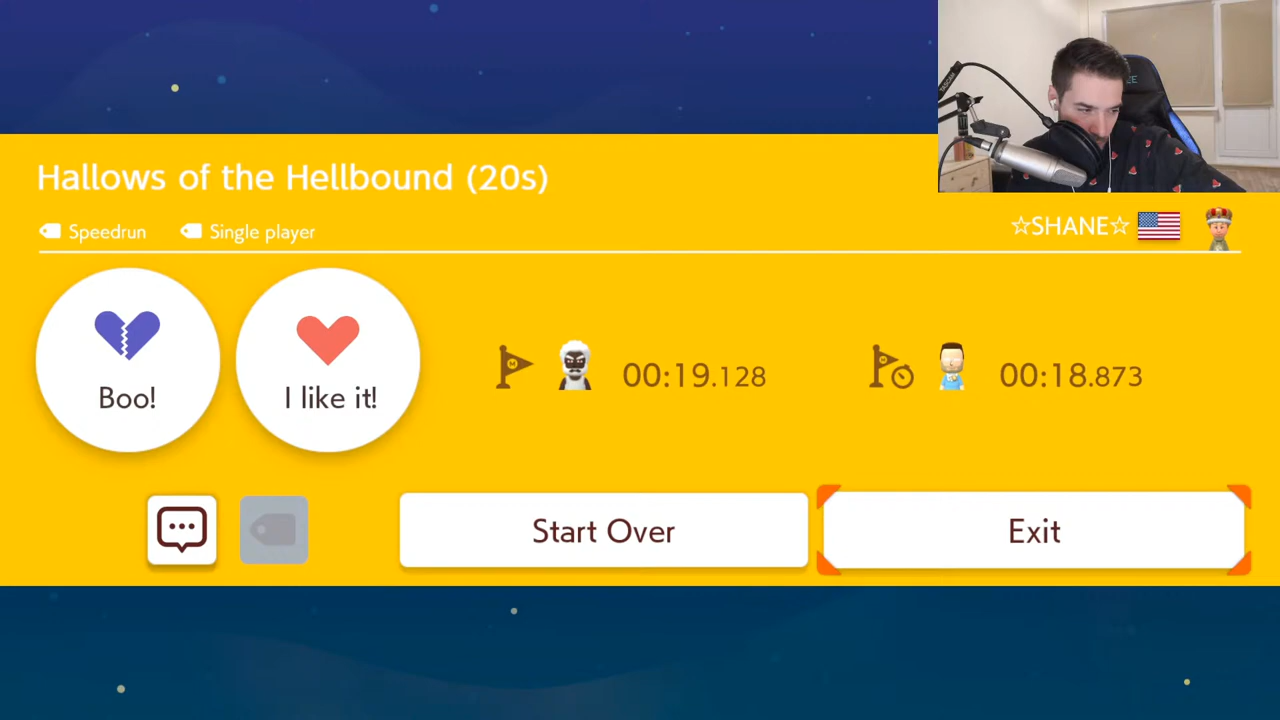 Hallows of the Hellbound (20s)
Speedrun Single player
☆SHANE☆
Boo!
I like it!
M 00:19.128
M 00:18.873
Start Over
Exit